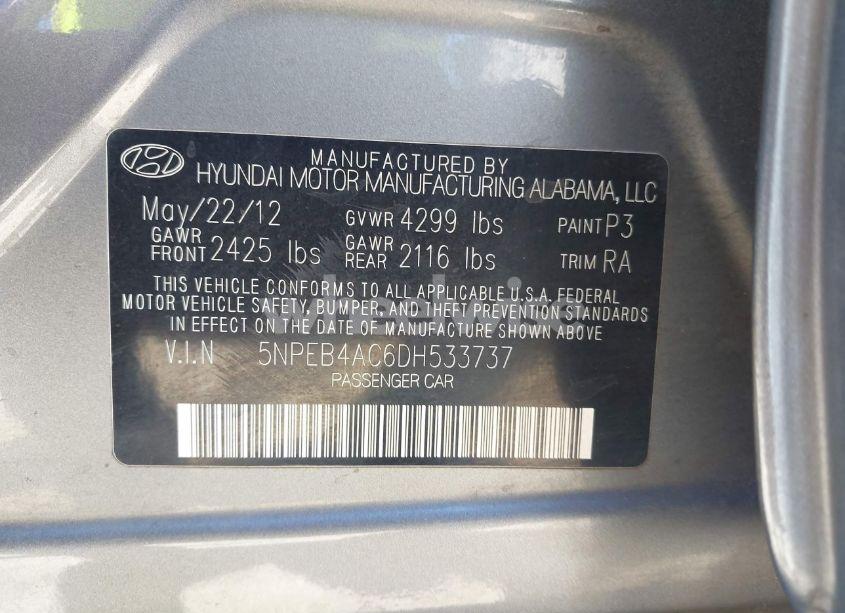 MANUFACTURED BY
HYUNDAI MOTOR MANUFACTURING ALABAMA, LLC
May/22/12 GVWR 4299 lbs PAINT P3
GAWR FRONT 2425 lbs GAWR REAR 2116 lbs TRIM RA
THIS VEHICLE CONFORMS TO ALL APPLICABLE U.S.A. FEDERAL
MOTOR VEHICLE SAFETY, BUMPER, AND THEFT PREVENTION STANDARDS
IN EFFECT ON THE DATE OF MANUFACTURE SHOWN ABOVE
V.I.N 5NPEB4AC6DH533737
PASSENGER CAR